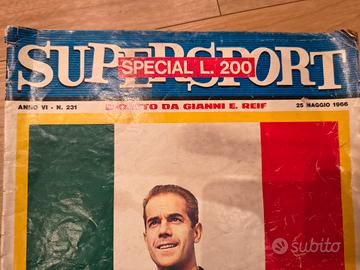 SUPERSPORT
SPECIAL L. 200
ANNO VI - N. 231
DA GIANNI E. REIF
25 MAGGIO 1966
subito